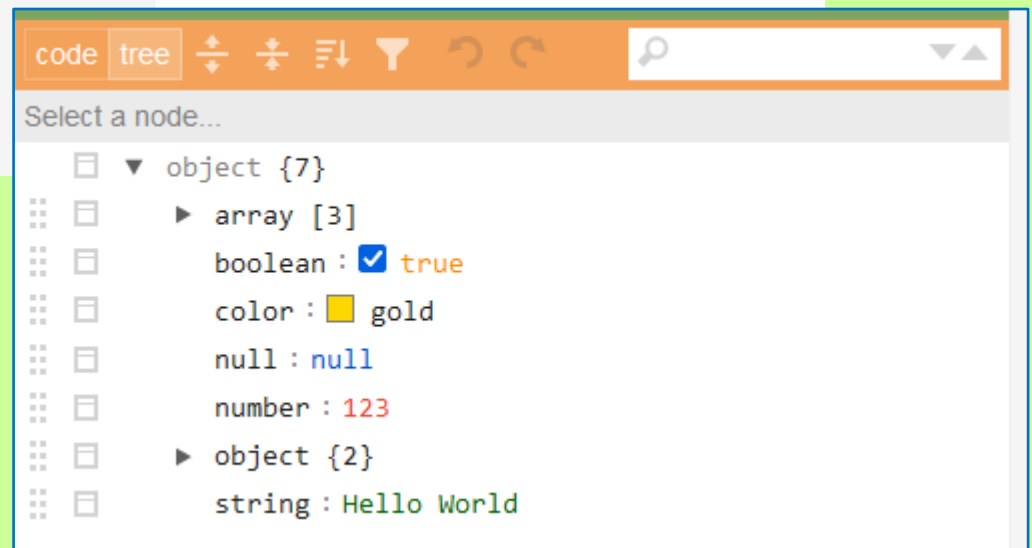 code tree
Select a node...
object {7}
array [3]
boolean : true
color : gold
null : null
number : 123
object {2}
string : Hello World